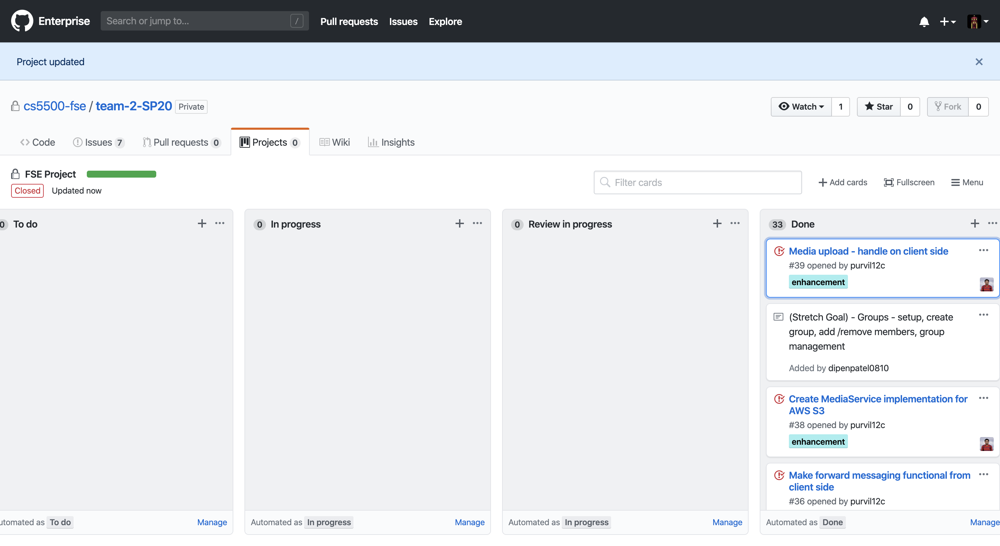 Enterprise
Search or jump to...
/
Pull requests
Issues
Explore
Project updated
cs5500-fse / team-2-SP20 Private
Watch 1
Star 0
Fork 0
Code
Issues 7
Pull requests 0
Projects 0
Wiki
Insights
FSE Project
Closed Updated now
Filter cards
Add cards
Fullscreen
Menu
0 To do
0 In progress
0 Review in progress
33 Done
Media upload - handle on client side
#39 opened by purvil12c
enhancement
(Stretch Goal) - Groups - setup, create
group, add /remove members, group
management
Added by dipenpatel0810
Create MediaService implementation for
AWS S3
#38 opened by purvil12c
enhancement
Make forward messaging functional from
client side
#36 opened by purvil12c
utomated as To do Manage
Automated as In progress Manage
Automated as In progress Manage
Automated as Done Manage